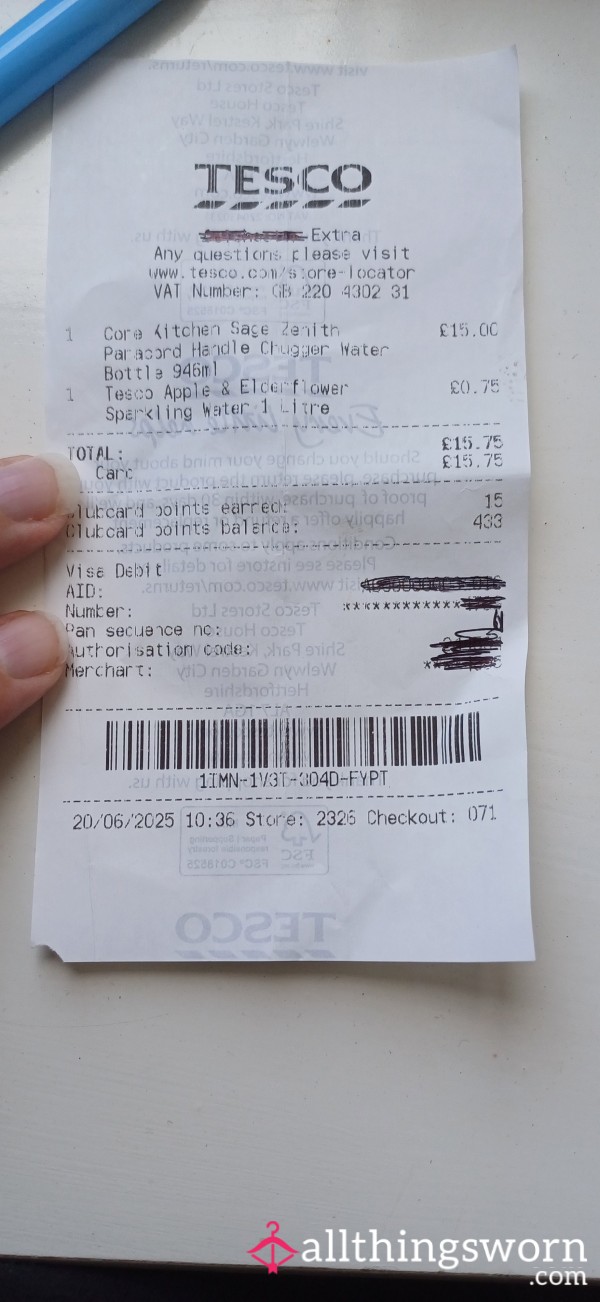 TESCO
Extra
Any questions please visit
www.tesco.com/store-locator
VAT Number: GB 220 4302 31
1 Core Kitchen Sage Zenith £15.00
Paracord Handle Chugger Water
Bottle 946ml
1 Tesco Apple & Elderflower £0.75
Sparkling Water 1 Litre
TOTAL: £15.75
Card £15.75
Clubcard points earned: 15
Clubcard points balance: 433
Visa Debit
AID:
Number: ************
Pan sequence no:
Authorisation code:
Merchant: **
1IMN-1V3T-304D-FYPT
20/06/2025 10:36 Store: 2326 Checkout: 071
TESCO
allthingsworn
.com